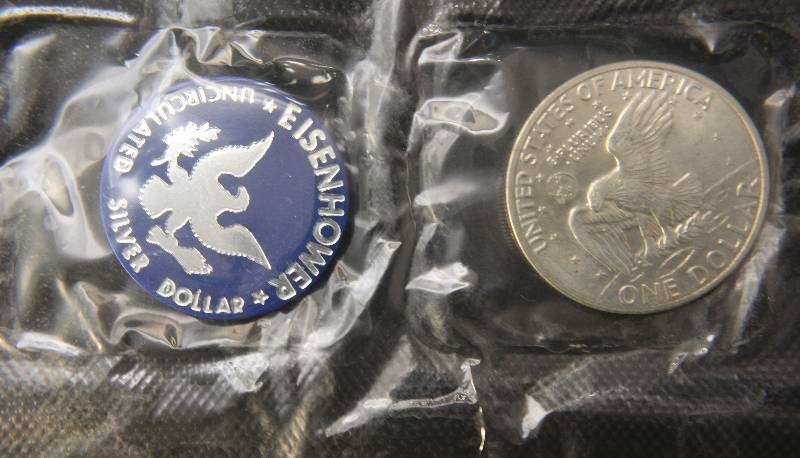 EISENHOWER
UNCIRCULATED SILVER DOLLAR
UNITED STATES OF AMERICA
E PLURIBUS
UNUM
ONE DOLLAR